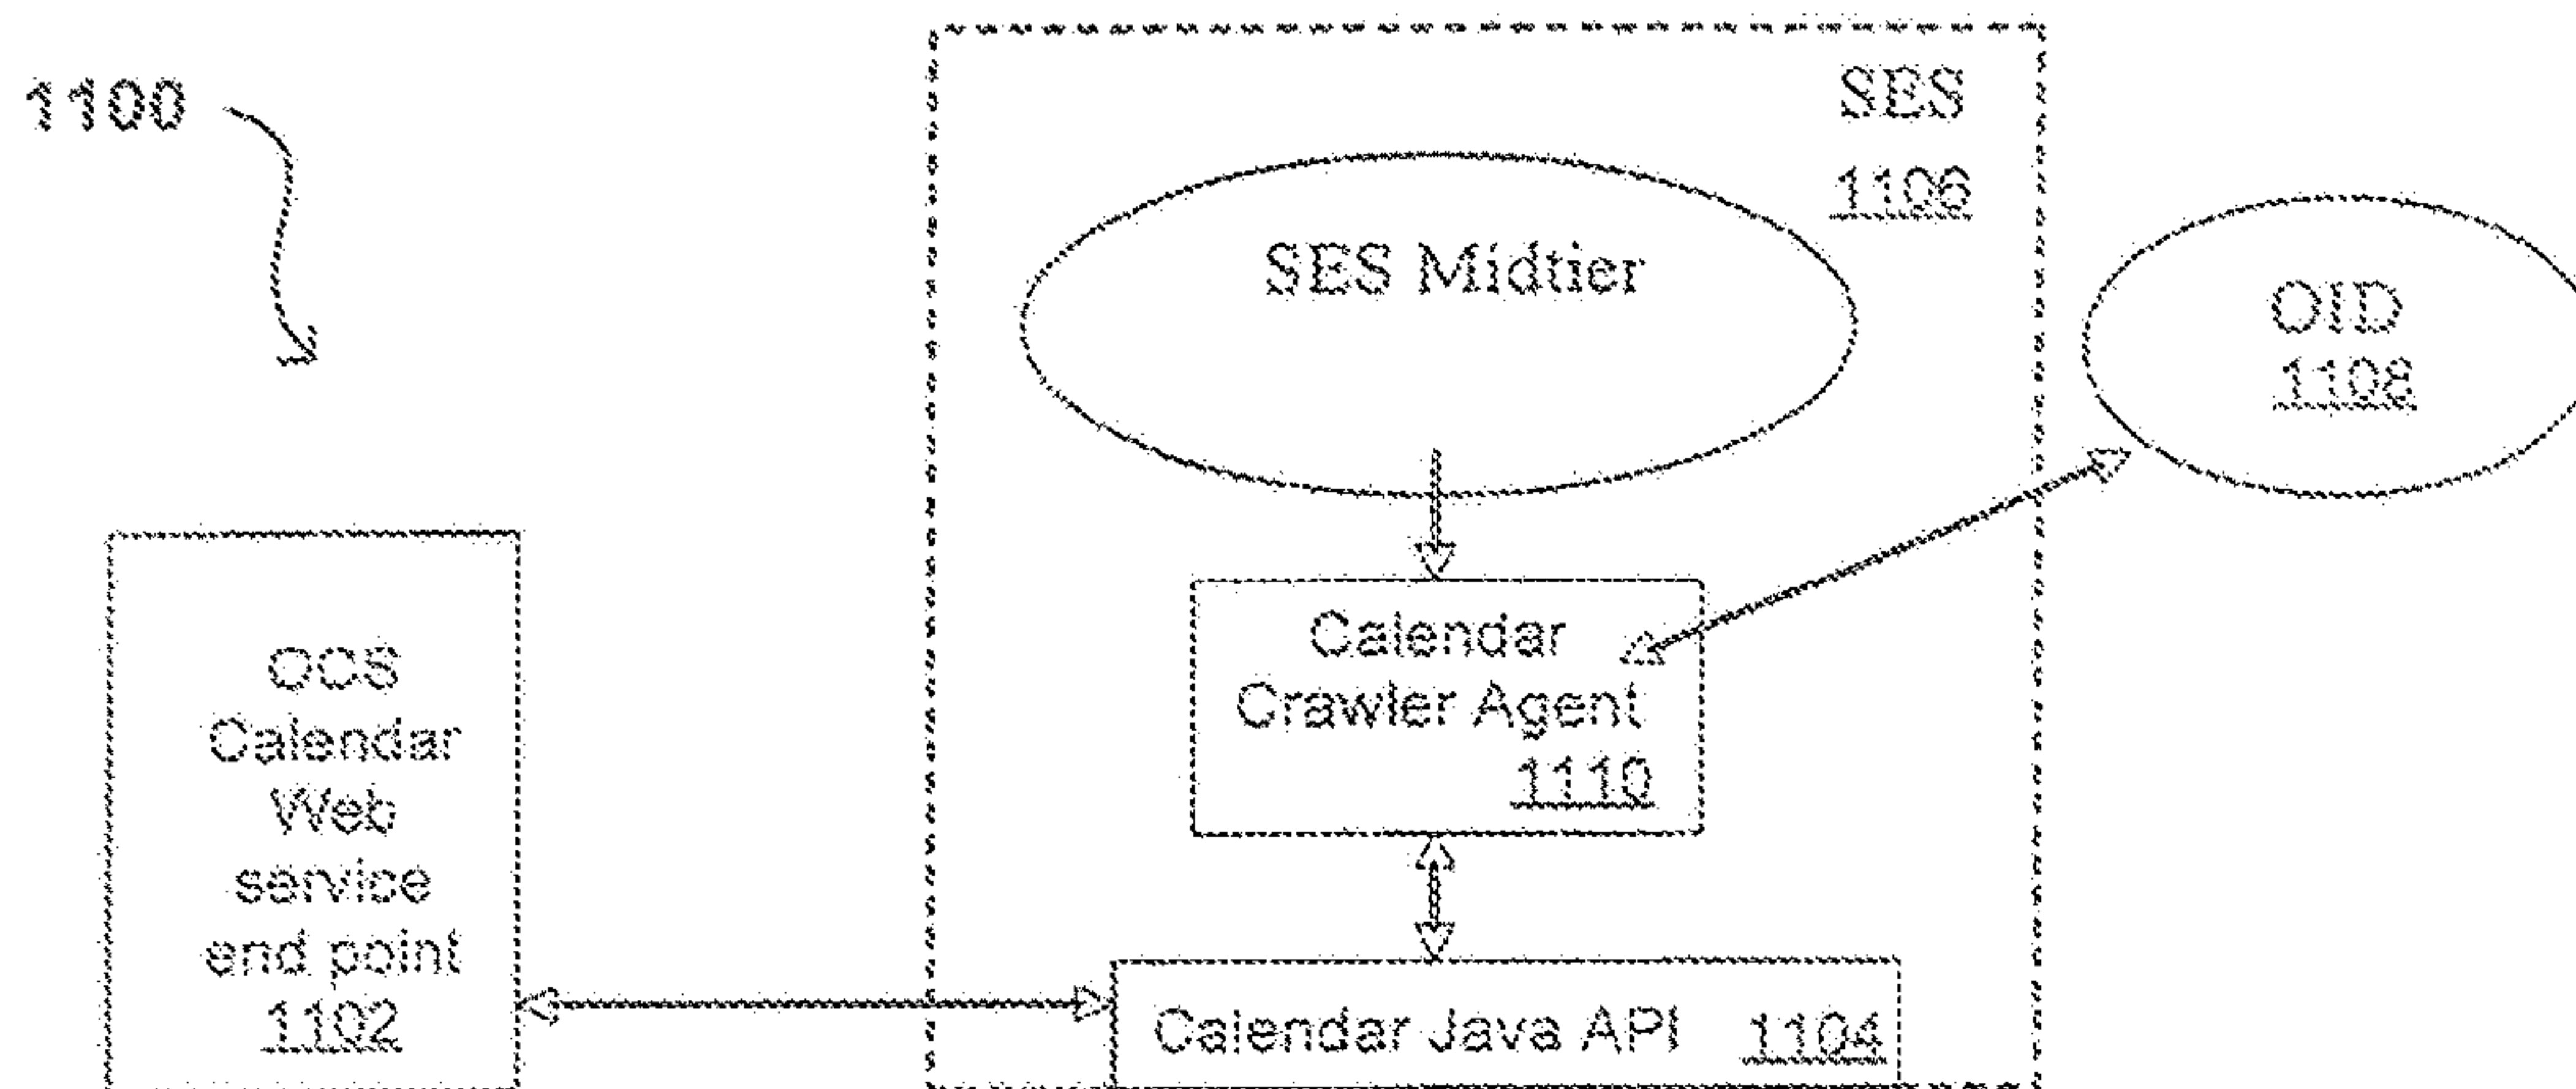 1100
SES
1106
SES Midtier
OID
1108
Calendar
Crawler Agent
1110
OCS
Calendar
Web
service
end point
1102
Calendar Java API 1104